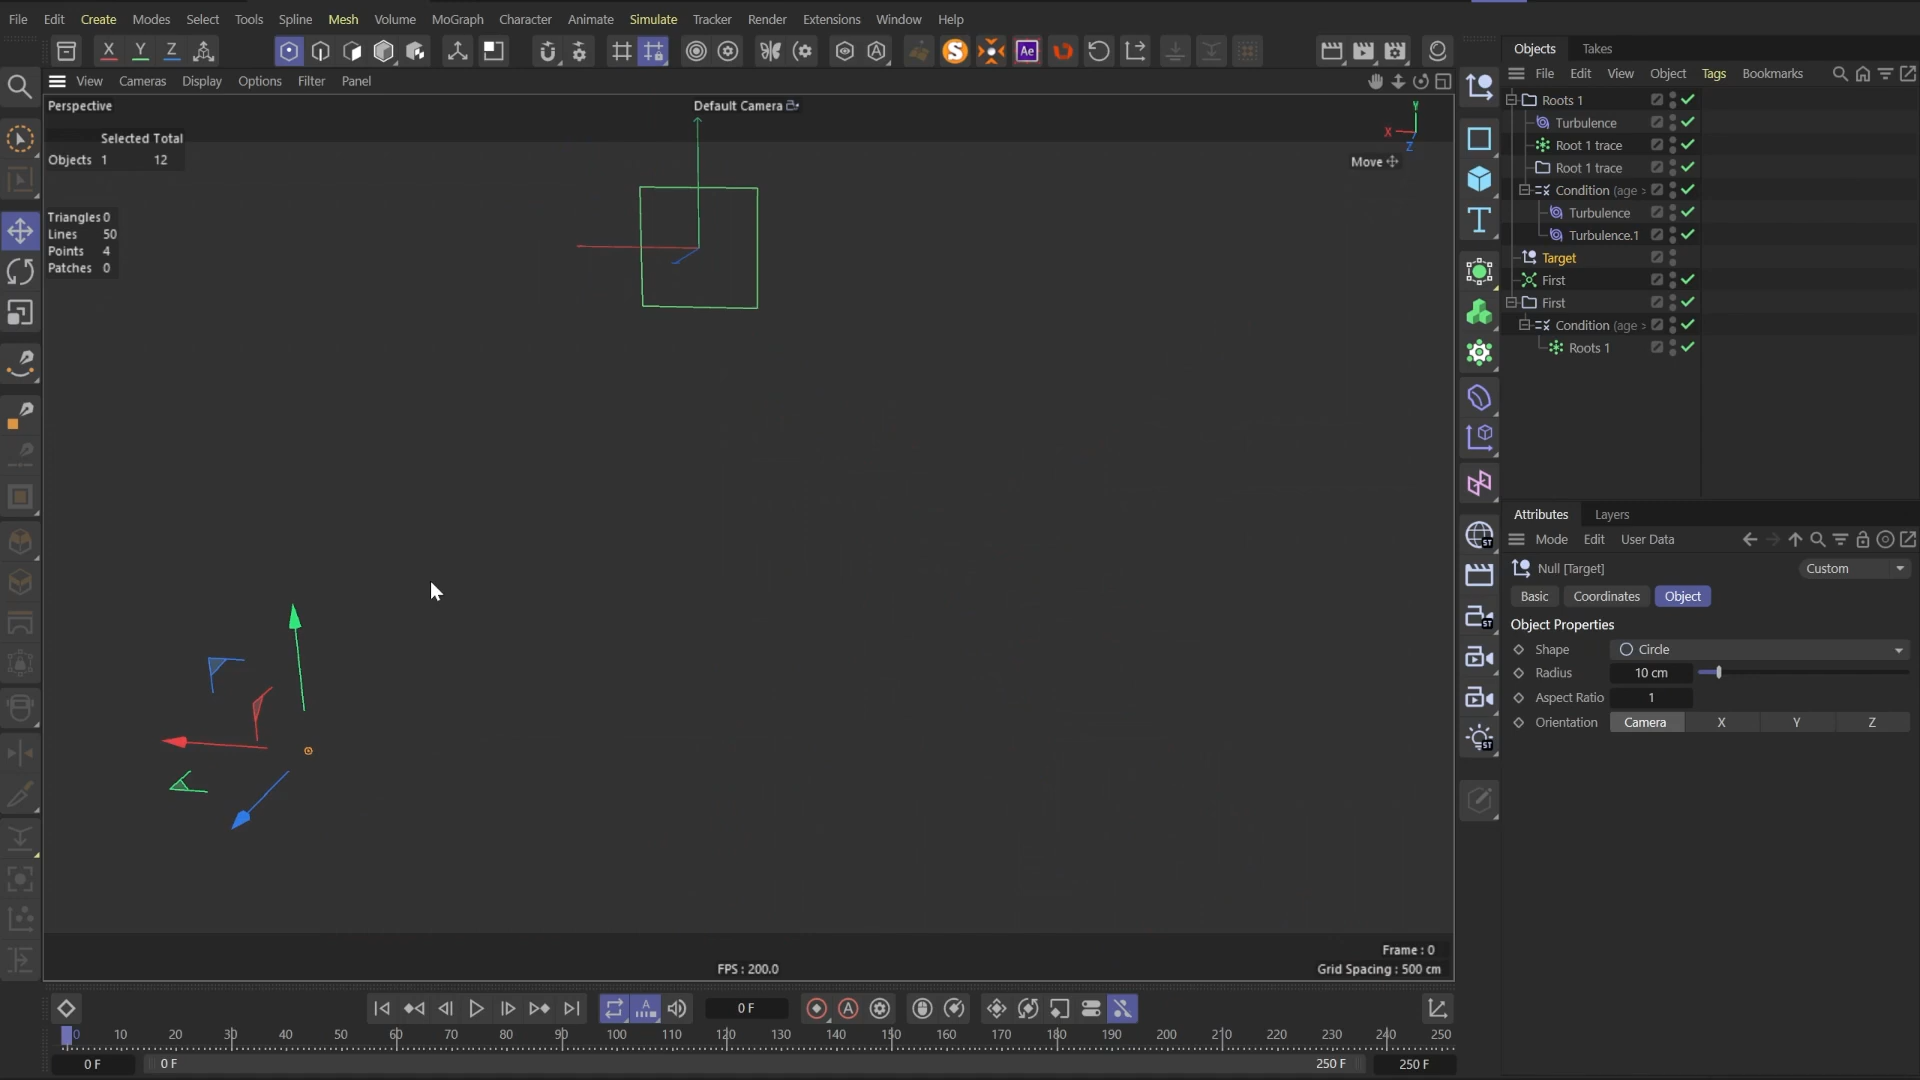 File Edit Create Modes Select Tools Spline Mesh Volume MoGraph Character Animate Simulate Tracker Render Extensions Window Help
X Y Z
S Ae
View Cameras Display Options Filter Panel
Perspective
Default Camera
Selected Total
Objects 1 12
Triangles 0
Lines 50
Points 4
Patches 0
Y
X
Z
Move
Frame : 0
FPS : 200.0
Grid Spacing : 500 cm
0 F
0 10 20 30 40 50 60 70 80 90 100 110 120 130 140 150 160 170 180 190 200 210 220 230 240 250
0 F 0 F 250 F 250 F
Objects Takes
File Edit View Object Tags Bookmarks
Roots 1
Turbulence
Root 1 trace
Root 1 trace
Condition (age >
Turbulence
Turbulence.1
Target
First
First
Condition (age >
Roots 1
Attributes Layers
Mode Edit User Data
Null [Target] Custom
Basic Coordinates Object
Object Properties
Shape Circle
Radius 10 cm
Aspect Ratio 1
Orientation Camera X Y Z